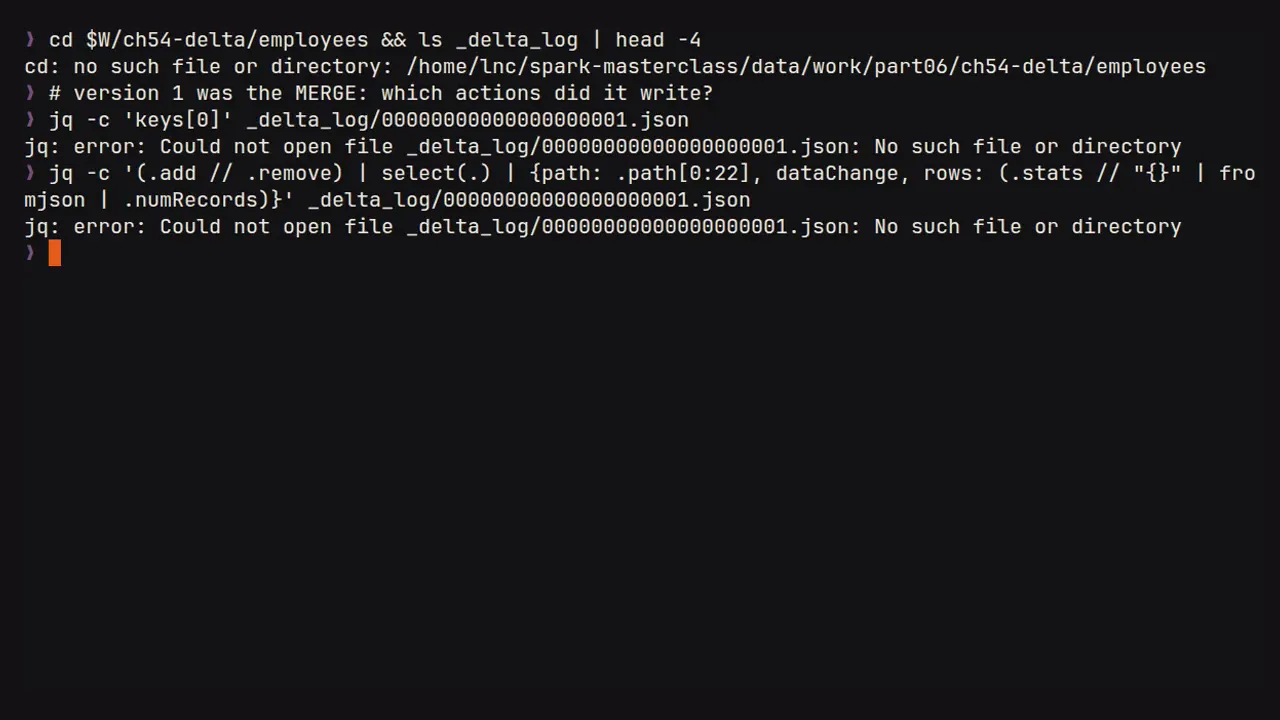 ❯ cd $W/ch54-delta/employees && ls _delta_log | head -4
cd: no such file or directory: /home/lnc/spark-masterclass/data/work/part06/ch54-delta/employees
❯ # version 1 was the MERGE: which actions did it write?
❯ jq -c 'keys[0]' _delta_log/00000000000000000001.json
jq: error: Could not open file _delta_log/00000000000000000001.json: No such file or directory
❯ jq -c '(.add // .remove) | select(.) | {path: .path[0:22], dataChange, rows: (.stats // "{}" | fro
mjson | .numRecords)}' _delta_log/00000000000000000001.json
jq: error: Could not open file _delta_log/00000000000000000001.json: No such file or directory
❯